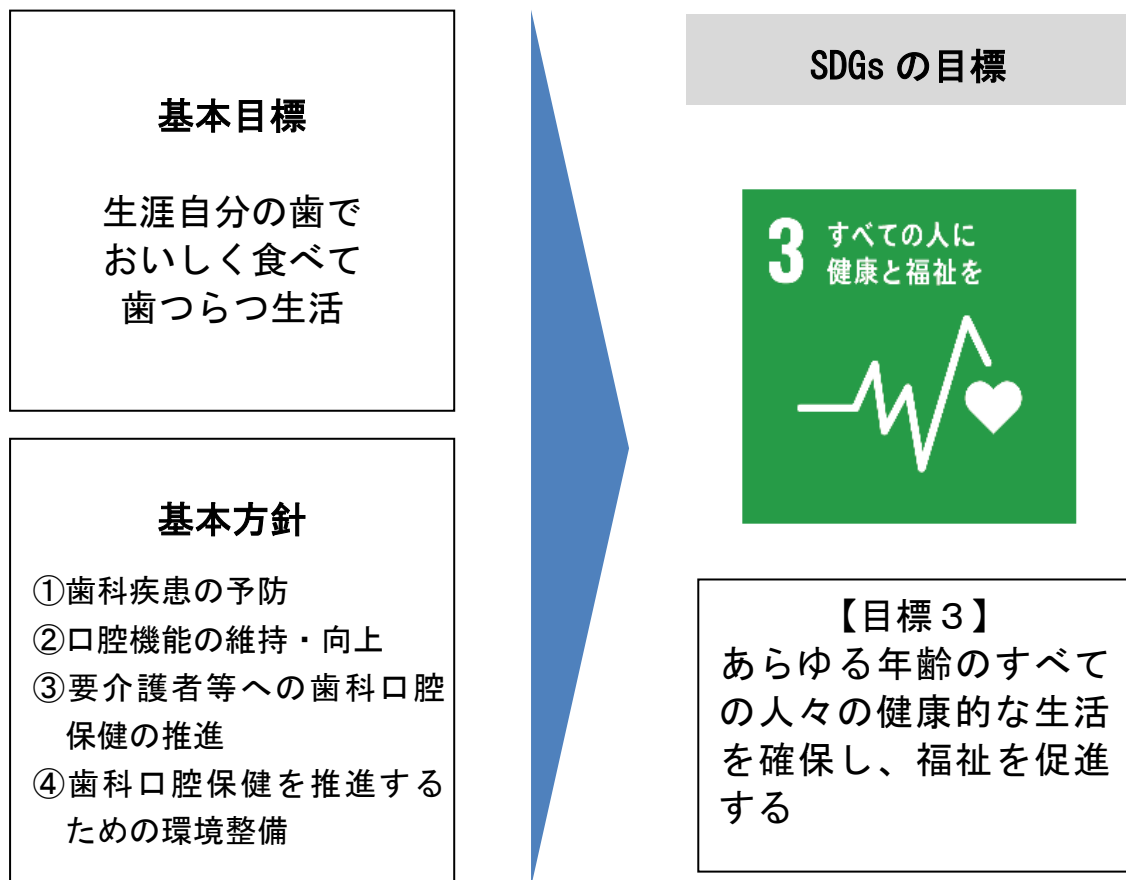 基本目標
生涯自分の歯で
おいしく食べて
歯つらつ生活
基本方針
①歯科疾患の予防
②口腔機能の維持・向上
③要介護者等への歯科口腔
保健の推進
④歯科口腔保健を推進する
ための環境整備
SDGs の目標
3 すべての人に
健康と福祉を
【目標３】
あらゆる年齢のすべて
の人々の健康的な生活
を確保し、福祉を促進
する